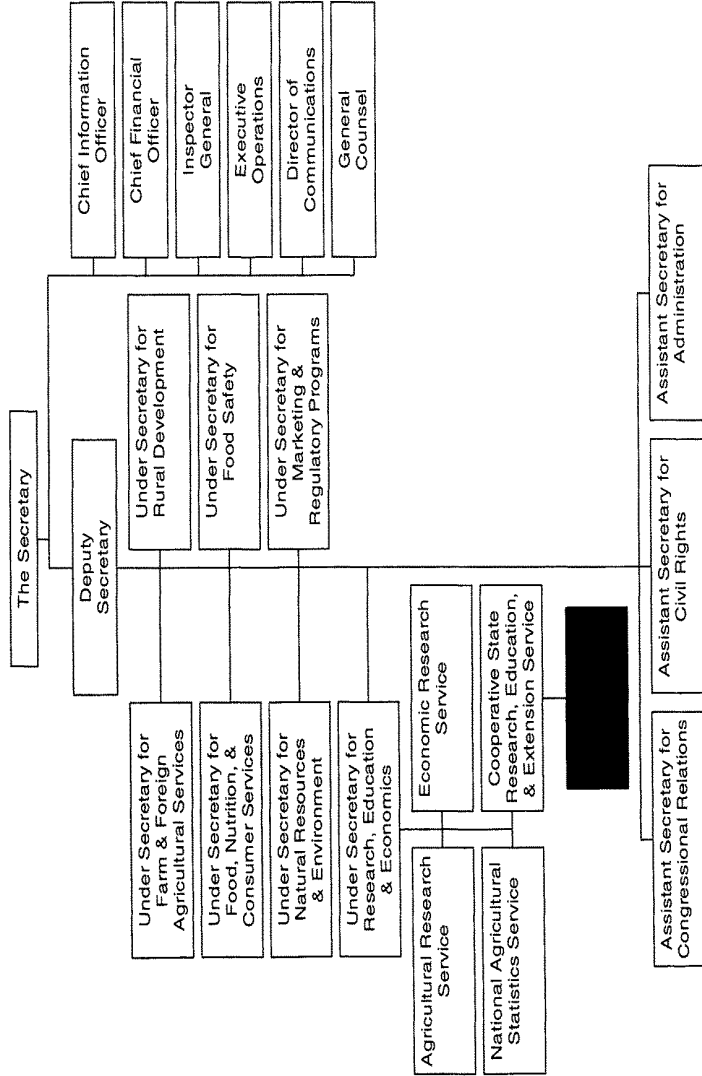 The Secretary
Deputy
Secretary
Chief Information
Officer
Chief Financial
Officer
Inspector
General
Executive
Operations
Director of
Communications
General
Counsel
Under Secretary for
Farm & Foreign
Agricultural Services
Under Secretary for
Rural Development
Under Secretary for
Food, Nutrition, &
Consumer Services
Under Secretary for
Food Safety
Under Secretary for
Natural Resources
& Environment
Under Secretary for
Marketing &
Regulatory Programs
Under Secretary for
Research, Education
& Economics
Agricultural Research
Service
Economic Research
Service
National Agricultural
Statistics Service
Cooperative State
Research, Education,
& Extension Service
Assistant Secretary for
Congressional Relations
Assistant Secretary for
Civil Rights
Assistant Secretary for
Administration